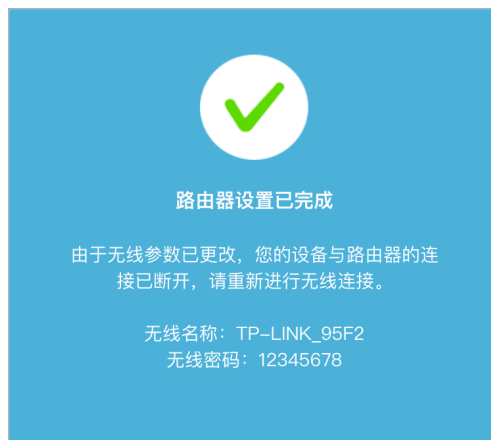 路由器设置已完成
由于无线参数已更改，您的设备与路由器的连
接已断开，请重新进行无线连接。
无线名称：TP-LINK_95F2
无线密码：12345678